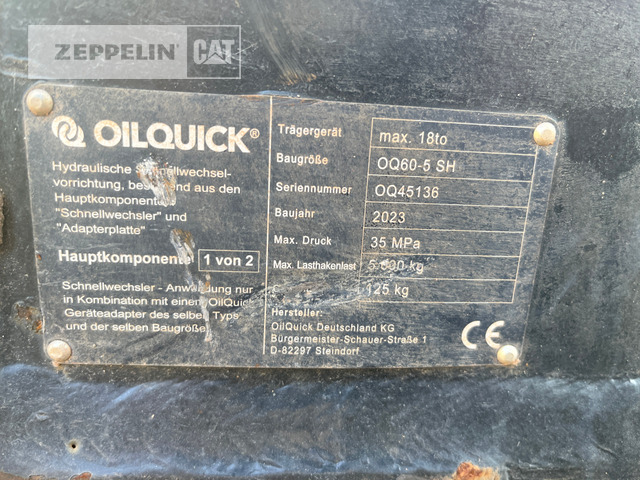 ZEPPELIN CAT
OILQUICK®
Hydraulische Schnellwechsel-
vorrichtung, bestehend aus den
Hauptkomponenten
"Schnellwechsler" und
"Adapterplatte"
Hauptkomponente 1 von 2
Schnellwechsler - Anwendung nur
in Kombination mit einem OilQuick
Geräteadapter des selben Typs
und der selben Baugröße
Trägergerät max. 18to
Baugröße OQ60-5 SH
Seriennummer OQ45136
Baujahr 2023
Max. Druck 35 MPa
Max. Lasthakenlast kg
125 kg
Hersteller:
OilQuick Deutschland KG
Bürgermeister-Schauer-Straße 1
D-82297 Steindorf
CE